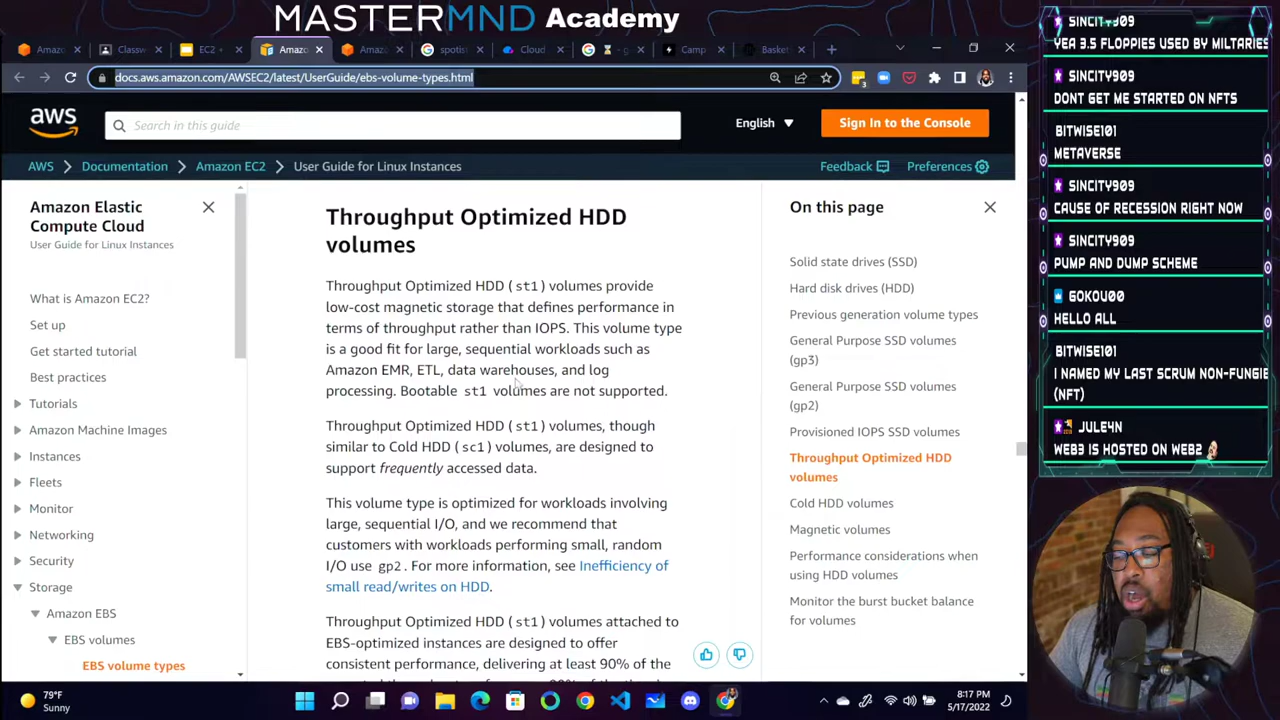 MASTERMND Academy
Amazo
Classw
EC2 +
Amazo
Amazo
spotis
Cloud
- g
Camp
Basket
docs.aws.amazon.com/AWSEC2/latest/UserGuide/ebs-volume-types.html
3
aws
Search in this guide
English
Sign In to the Console
AWS
Documentation
Amazon EC2
User Guide for Linux Instances
Feedback
Preferences
Amazon Elastic
Compute Cloud
User Guide for Linux Instances
What is Amazon EC2?
Set up
Get started tutorial
Best practices
Tutorials
Amazon Machine Images
Instances
Fleets
Monitor
Networking
Security
Storage
Amazon EBS
EBS volumes
EBS volume types
Throughput Optimized HDD
volumes
Throughput Optimized HDD (st1) volumes provide
low-cost magnetic storage that defines performance in
terms of throughput rather than IOPS. This volume type
is a good fit for large, sequential workloads such as
Amazon EMR, ETL, data warehouses, and log
processing. Bootable st1 volumes are not supported.
Throughput Optimized HDD (st1) volumes, though
similar to Cold HDD (sc1) volumes, are designed to
support frequently accessed data.
This volume type is optimized for workloads involving
large, sequential I/O, and we recommend that
customers with workloads performing small, random
I/O use gp2. For more information, see Inefficiency of
small read/writes on HDD.
Throughput Optimized HDD (st1) volumes attached to
EBS-optimized instances are designed to offer
consistent performance, delivering at least 90% of the
On this page
Solid state drives (SSD)
Hard disk drives (HDD)
Previous generation volume types
General Purpose SSD volumes
(gp3)
General Purpose SSD volumes
(gp2)
Provisioned IOPS SSD volumes
Throughput Optimized HDD
volumes
Cold HDD volumes
Magnetic volumes
Performance considerations when
using HDD volumes
Monitor the burst bucket balance
for volumes
SINCITY909
YEA 3.5 FLOPPIES USED BY MILTARIES
SINCITY909
DONT GET ME STARTED ON NFTS
BITWISE101
METAVERSE
SINCITY909
CAUSE OF RECESSION RIGHT NOW
SINCITY909
PUMP AND DUMP SCHEME
GOKOU00
HELLO ALL
BITWISE101
I NAMED MY LAST SCRUM NON-FUNGIE
(NFT)
JULE4N
WEB3 IS HOSTED ON WEB2
79°F
Sunny
8:17 PM
5/17/2022